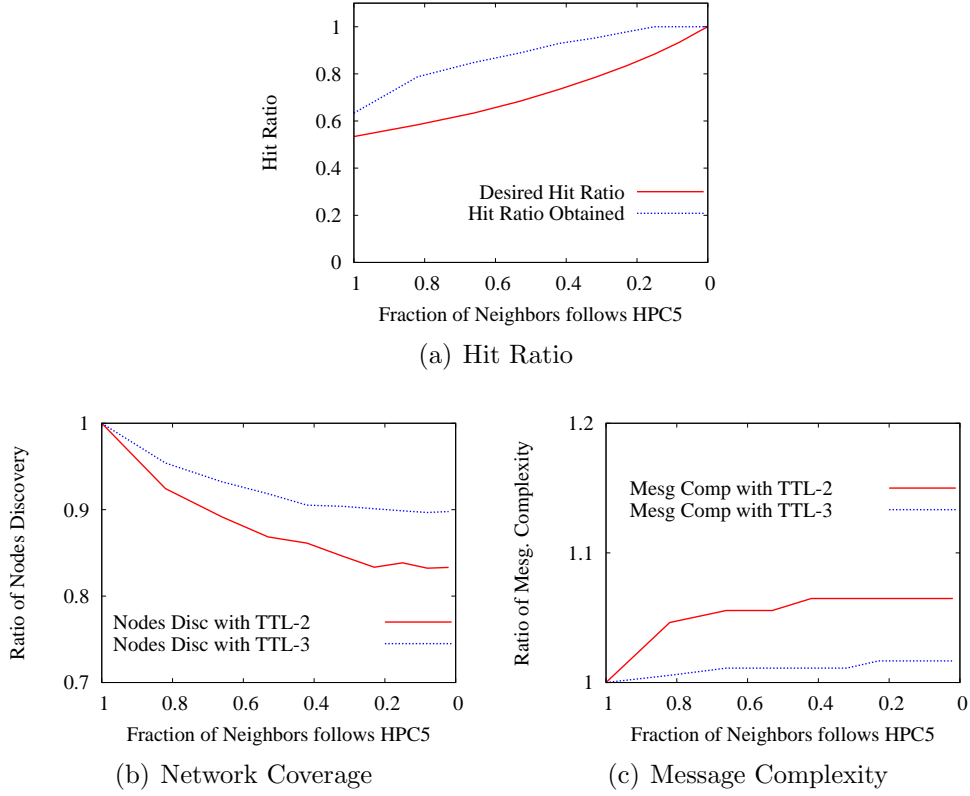 1
0.8
0.6
0.4
0.2
0
Hit Ratio
Desired Hit Ratio
Hit Ratio Obtained
1 0.8 0.6 0.4 0.2 0
Fraction of Neighbors follows HPC5
(a) Hit Ratio
1
0.9
0.8
0.7
Ratio of Nodes Discovery
Nodes Disc with TTL-2
Nodes Disc with TTL-3
1 0.8 0.6 0.4 0.2 0
Fraction of Neighbors follows HPC5
(b) Network Coverage
1.2
1.1
1
Ratio of Mesg. Complexity
Mesg Comp with TTL-2
Mesg Comp with TTL-3
1 0.8 0.6 0.4 0.2 0
Fraction of Neighbors follows HPC5
(c) Message Complexity